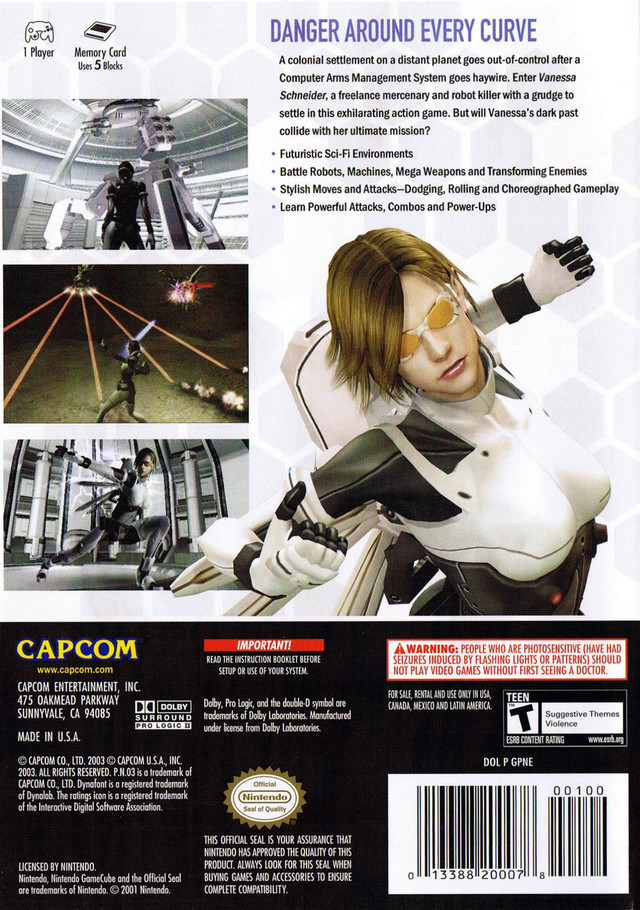 1 Player
Memory Card
Uses 5 Blocks
DANGER AROUND EVERY CURVE
A colonial settlement on a distant planet goes out-of-control after a
Computer Arms Management System goes haywire. Enter Vanessa
Schneider, a freelance mercenary and robot killer with a grudge to
settle in this exhilarating action game. But will Vanessa's dark past
collide with her ultimate mission?
• Futuristic Sci-Fi Environments
• Battle Robots, Machines, Mega Weapons and Transforming Enemies
• Stylish Moves and Attacks—Dodging, Rolling and Choreographed Gameplay
• Learn Powerful Attacks, Combos and Power-Ups
CAPCOM
www.capcom.com
CAPCOM ENTERTAINMENT, INC.
475 OAKMEAD PARKWAY
SUNNYVALE, CA 94085
MADE IN U.S.A.
DOLBY
SURROUND
PRO LOGIC II
© CAPCOM CO., LTD. 2003 © CAPCOM U.S.A., INC.
2003. ALL RIGHTS RESERVED. P.N.03 is a trademark of
CAPCOM CO., LTD. Dynafont is a registered trademark
of Dynalab. The ratings icon is a registered trademark
of the Interactive Digital Software Association.
LICENSED BY NINTENDO.
Nintendo, Nintendo GameCube and the Official Seal
are trademarks of Nintendo. © 2001 Nintendo.
IMPORTANT!
READ THE INSTRUCTION BOOKLET BEFORE
SETUP OR USE OF YOUR SYSTEM.
Dolby, Pro Logic, and the double-D symbol are
trademarks of Dolby Laboratories. Manufactured
under license from Dolby Laboratories.
Official
Nintendo
Seal of Quality
THIS OFFICIAL SEAL IS YOUR ASSURANCE THAT
NINTENDO HAS APPROVED THE QUALITY OF THIS
PRODUCT. ALWAYS LOOK FOR THIS SEAL WHEN
BUYING GAMES AND ACCESSORIES TO ENSURE
COMPLETE COMPATIBILITY.
WARNING: PEOPLE WHO ARE PHOTOSENSITIVE (HAVE HAD
SEIZURES INDUCED BY FLASHING LIGHTS OR PATTERNS) SHOULD
NOT PLAY VIDEO GAMES WITHOUT FIRST SEEING A DOCTOR.
FOR SALE, RENTAL AND USE ONLY IN USA,
CANADA, MEXICO AND LATIN AMERICA.
TEEN
T
Suggestive Themes
Violence
ESRB CONTENT RATING www.esrb.org
DOL P GPNE
00100
0 13388 20007 8